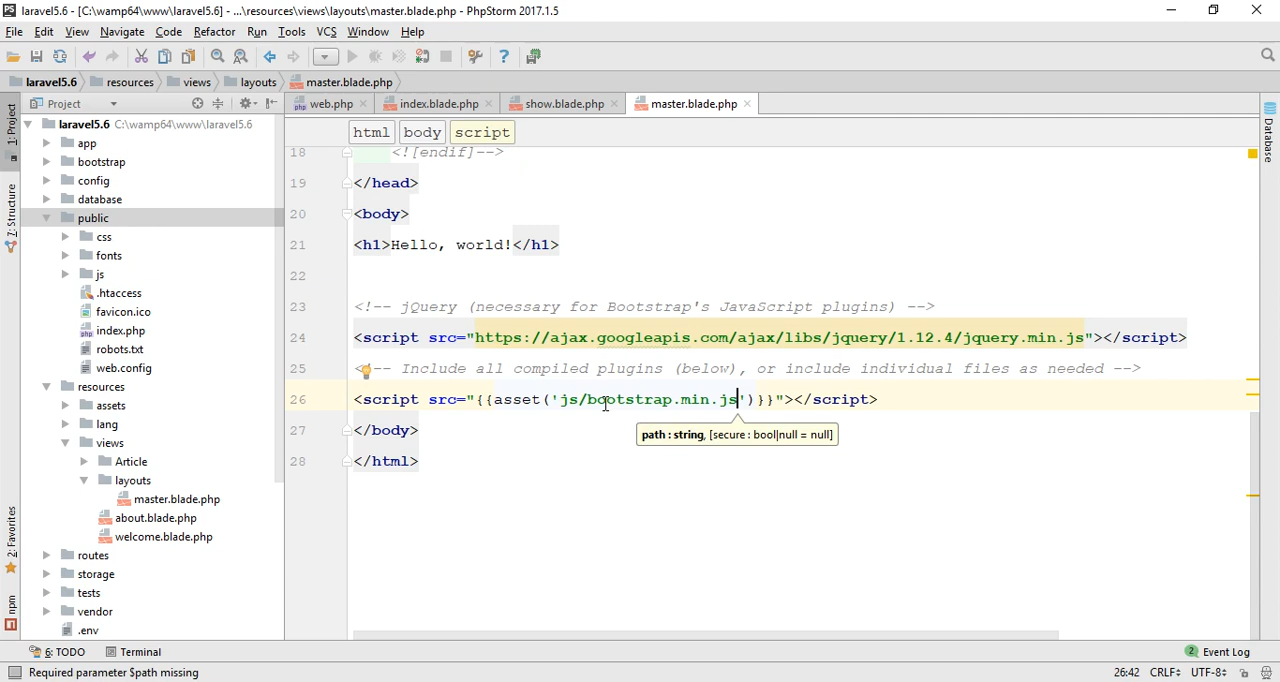 laravel5.6 - [C:\wamp64\www\laravel5.6] - ...\resources\views\layouts\master.blade.php - PhpStorm 2017.1.5
File Edit View Navigate Code Refactor Run Tools VCS Window Help
laravel5.6 resources views layouts master.blade.php
Project
web.php index.blade.php show.blade.php master.blade.php
1: Project
7: Structure
2: Favorites
npm
Database
laravel5.6 C:\wamp64\www\laravel5.6
app
bootstrap
config
database
public
css
fonts
js
.htaccess
favicon.ico
index.php
robots.txt
web.config
resources
assets
lang
views
Article
layouts
master.blade.php
about.blade.php
welcome.blade.php
routes
storage
tests
vendor
.env
html body script
18 <![endif]-->
19 </head>
20 <body>
21 <h1>Hello, world!</h1>
22
23 <!-- jQuery (necessary for Bootstrap's JavaScript plugins) -->
24 <script src="https://ajax.googleapis.com/ajax/libs/jquery/1.12.4/jquery.min.js"></script>
25 <!-- Include all compiled plugins (below), or include individual files as needed -->
26 <script src="{{asset('js/bootstrap.min.js')}}"></script>
path : string, [secure : bool|null = null]
27 </body>
28 </html>
6: TODO Terminal 2 Event Log
Required parameter $path missing 26:42 CRLF UTF-8